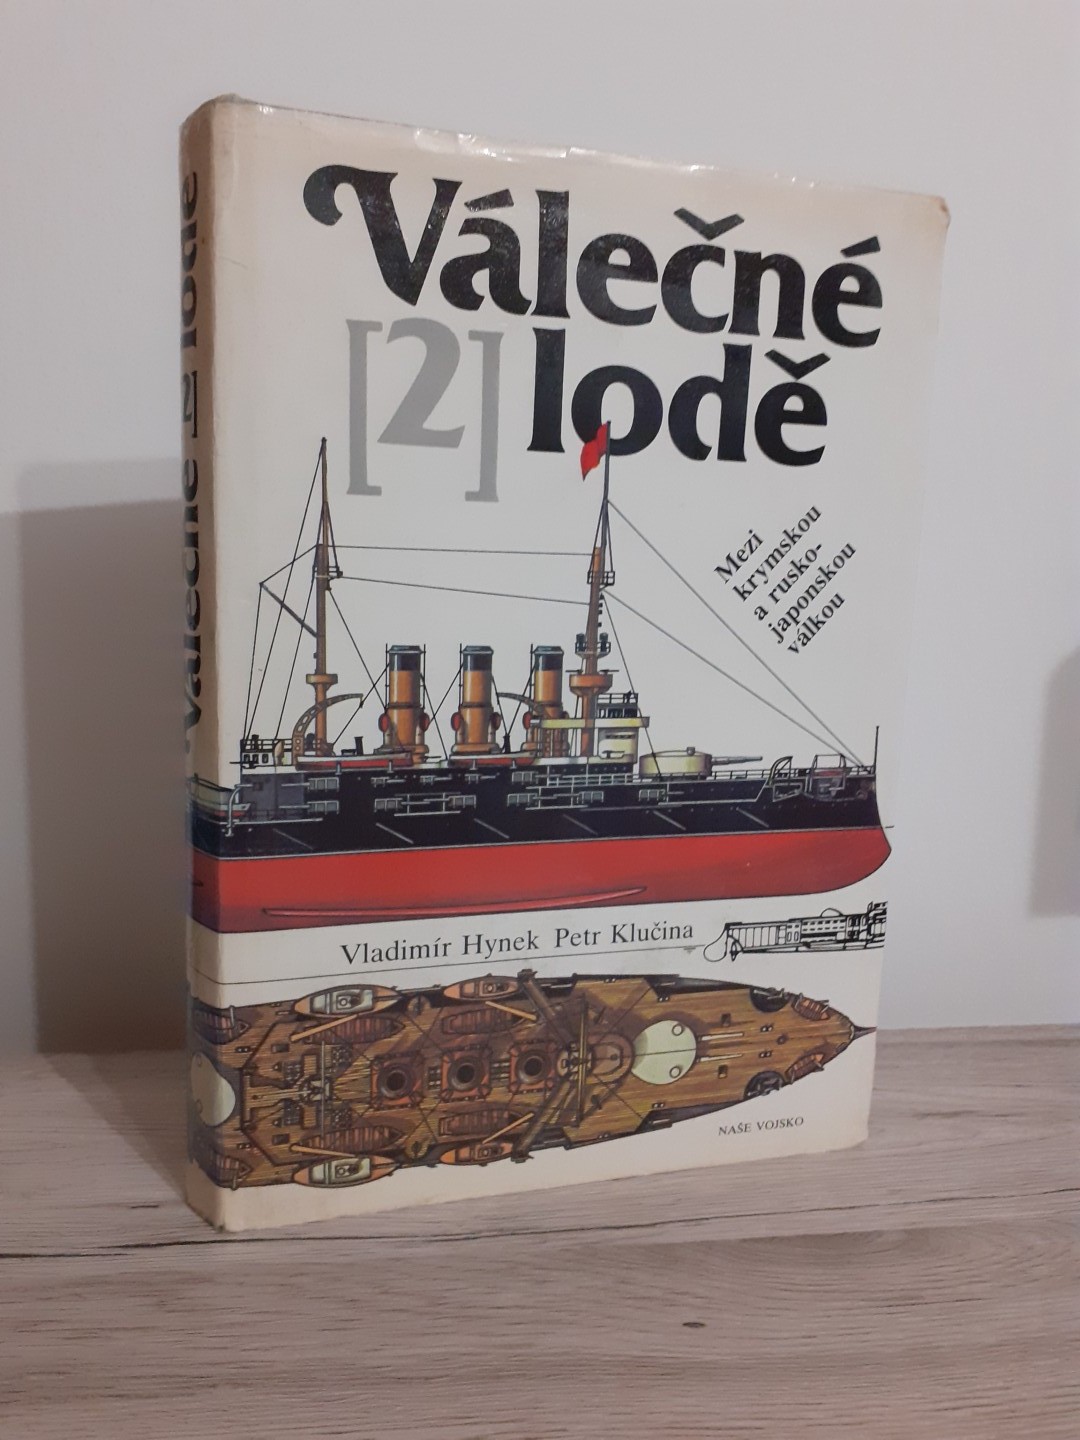 Válečné
[2] lodě
Mezi
krymskou
a rusko-
japonskou
válkou
Vladimír Hynek Petr Klučina
NAŠE VOJSKO
Válečné 2 lodě